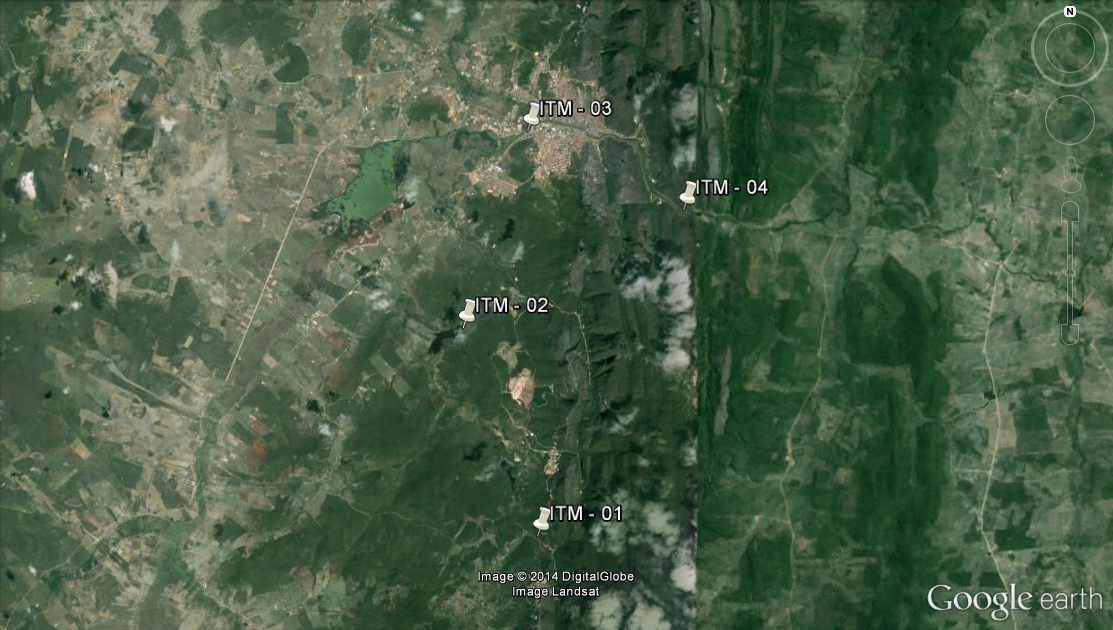 N
ITM - 03
ITM - 04
ITM - 02
ITM - 01
Image © 2014 DigitalGlobe
Image Landsat
Google earth